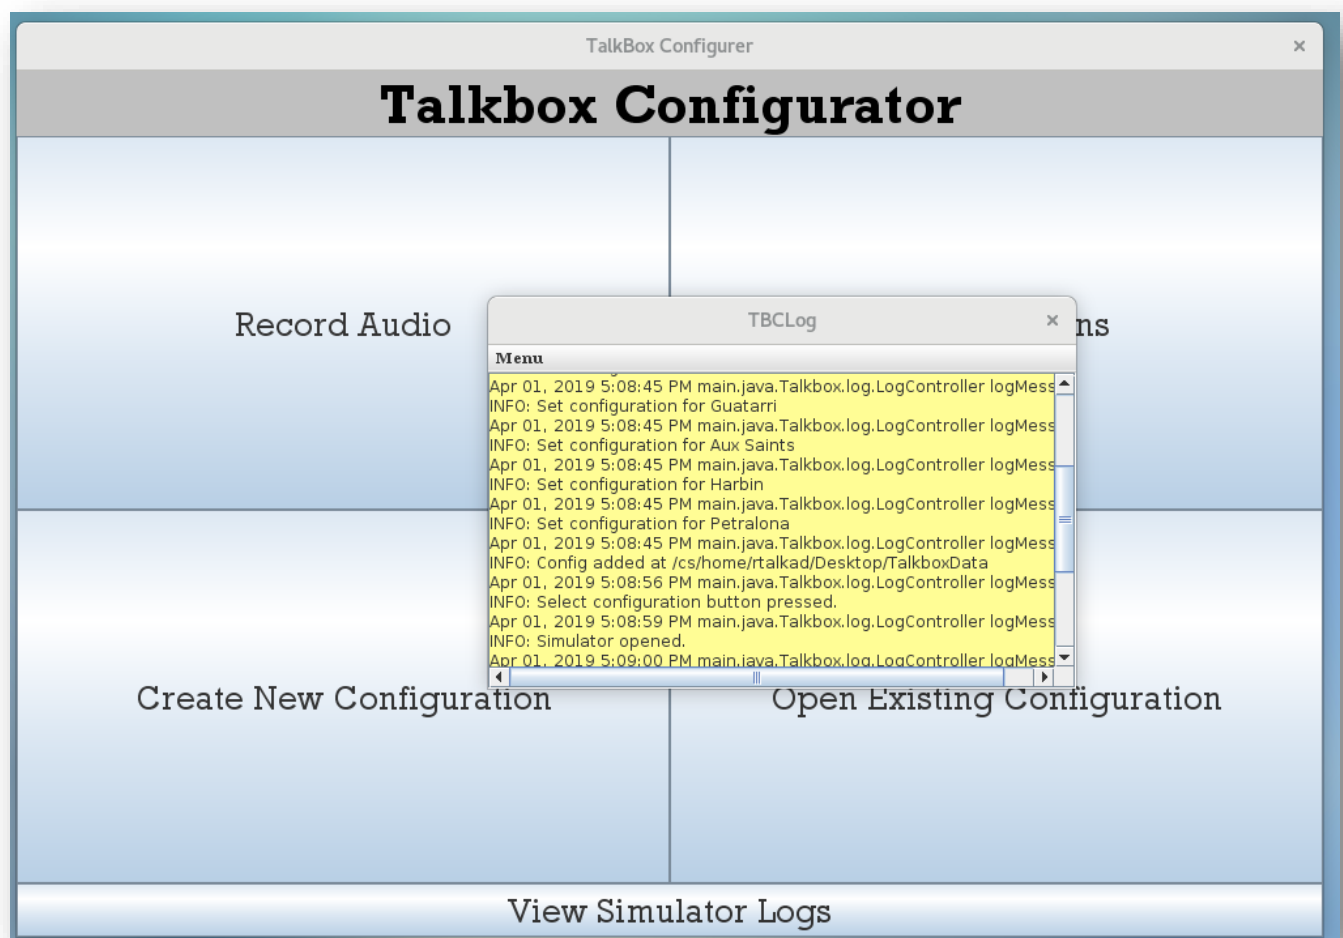 TalkBox Configurer
Talkbox Configurator
Record Audio
ns
TBCLog
Menu
Apr 01, 2019 5:08:45 PM main.java.Talkbox.log.LogController logMess
INFO: Set configuration for Guatarri
Apr 01, 2019 5:08:45 PM main.java.Talkbox.log.LogController logMess
INFO: Set configuration for Aux Saints
Apr 01, 2019 5:08:45 PM main.java.Talkbox.log.LogController logMess
INFO: Set configuration for Harbin
Apr 01, 2019 5:08:45 PM main.java.Talkbox.log.LogController logMess
INFO: Set configuration for Petralona
Apr 01, 2019 5:08:45 PM main.java.Talkbox.log.LogController logMess
INFO: Config added at /cs/home/rtalkad/Desktop/TalkboxData
Apr 01, 2019 5:08:56 PM main.java.Talkbox.log.LogController logMess
INFO: Select configuration button pressed.
Apr 01, 2019 5:08:59 PM main.java.Talkbox.log.LogController logMess
INFO: Simulator opened.
Apr 01, 2019 5:09:00 PM main.java.Talkbox.log.LogController logMess
Create New Configuration
Open Existing Configuration
View Simulator Logs